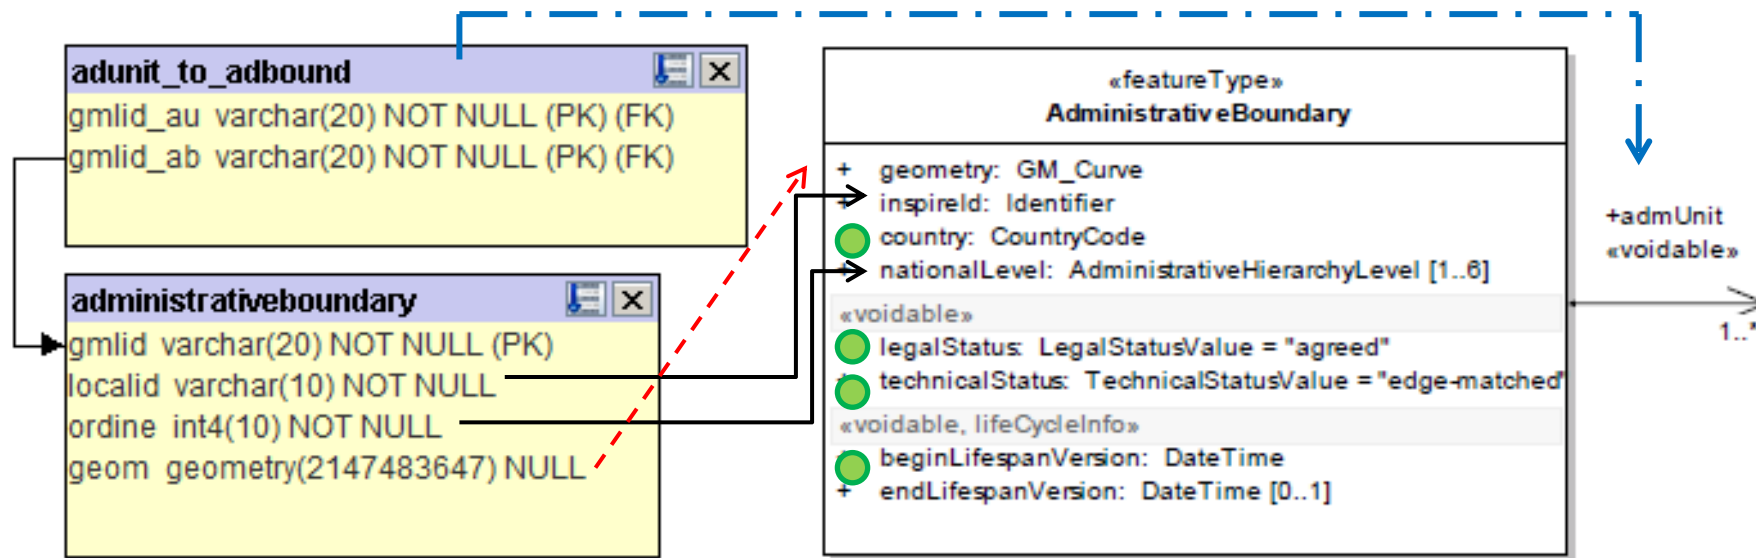 adunit_to_adbound
gmlid_au varchar(20) NOT NULL (PK) (FK)
gmlid_ab varchar(20) NOT NULL (PK) (FK)
administrativeboundary
gmlid varchar(20) NOT NULL (PK)
localid varchar(10) NOT NULL
ordine int4(10) NOT NULL
geom geometry(2147483647) NULL
«featureType»
AdministrativeBoundary
+ geometry: GM_Curve
+ inspireId: Identifier
country: CountryCode
+ nationalLevel: AdministrativeHierarchyLevel [1..6]
«voidable»
legalStatus: LegalStatusValue = "agreed"
technicalStatus: TechnicalStatusValue = "edge-matched"
«voidable, lifeCycleInfo»
beginLifespanVersion: DateTime
+ endLifespanVersion: DateTime [0..1]
+admUnit
«voidable»
1..*